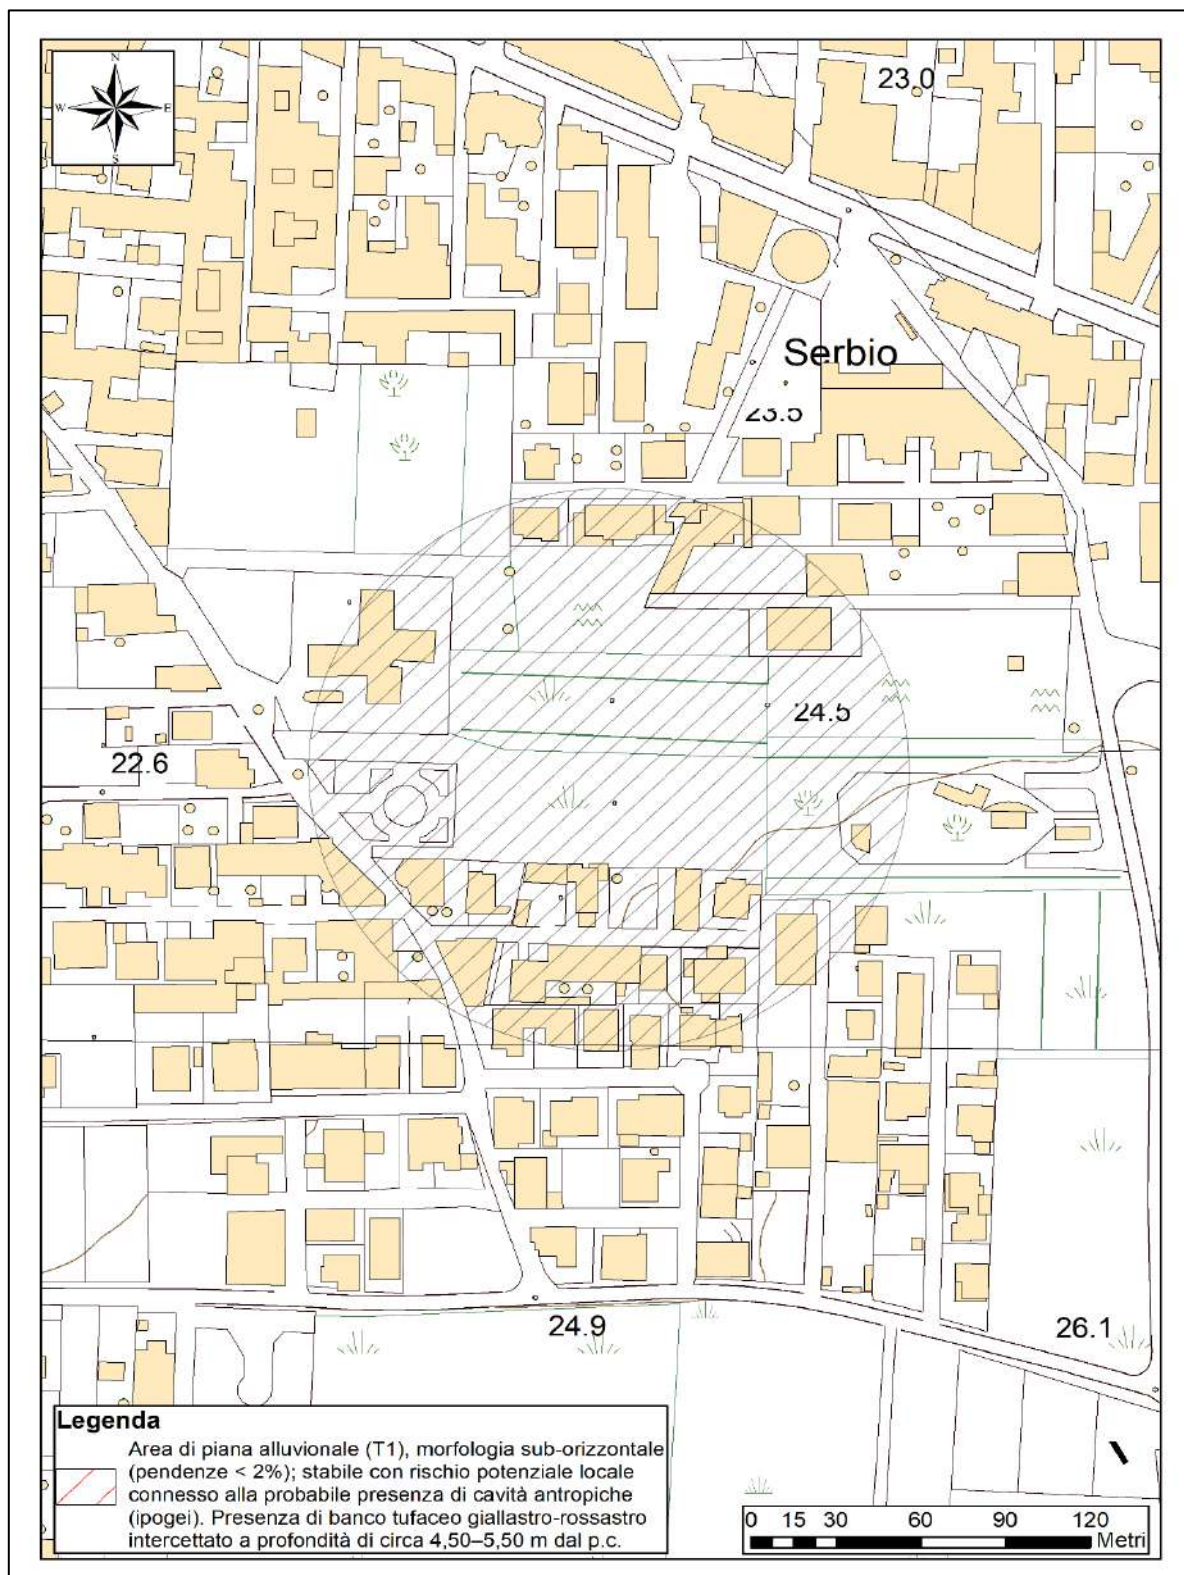 N
W E
S
23.0
Serbio
23.5
24.5
22.6
24.9
26.1
Legenda
Area di piana alluvionale (T1), morfologia sub-orizzontale
(pendenze < 2%); stabile con rischio potenziale locale
connesso alla probabile presenza di cavità antropiche
(ipogei). Presenza di banco tufaceo giallastro-rossastro
intercettato a profondità di circa 4,50–5,50 m dal p.c.
0 15 30 60 90 120
Metri